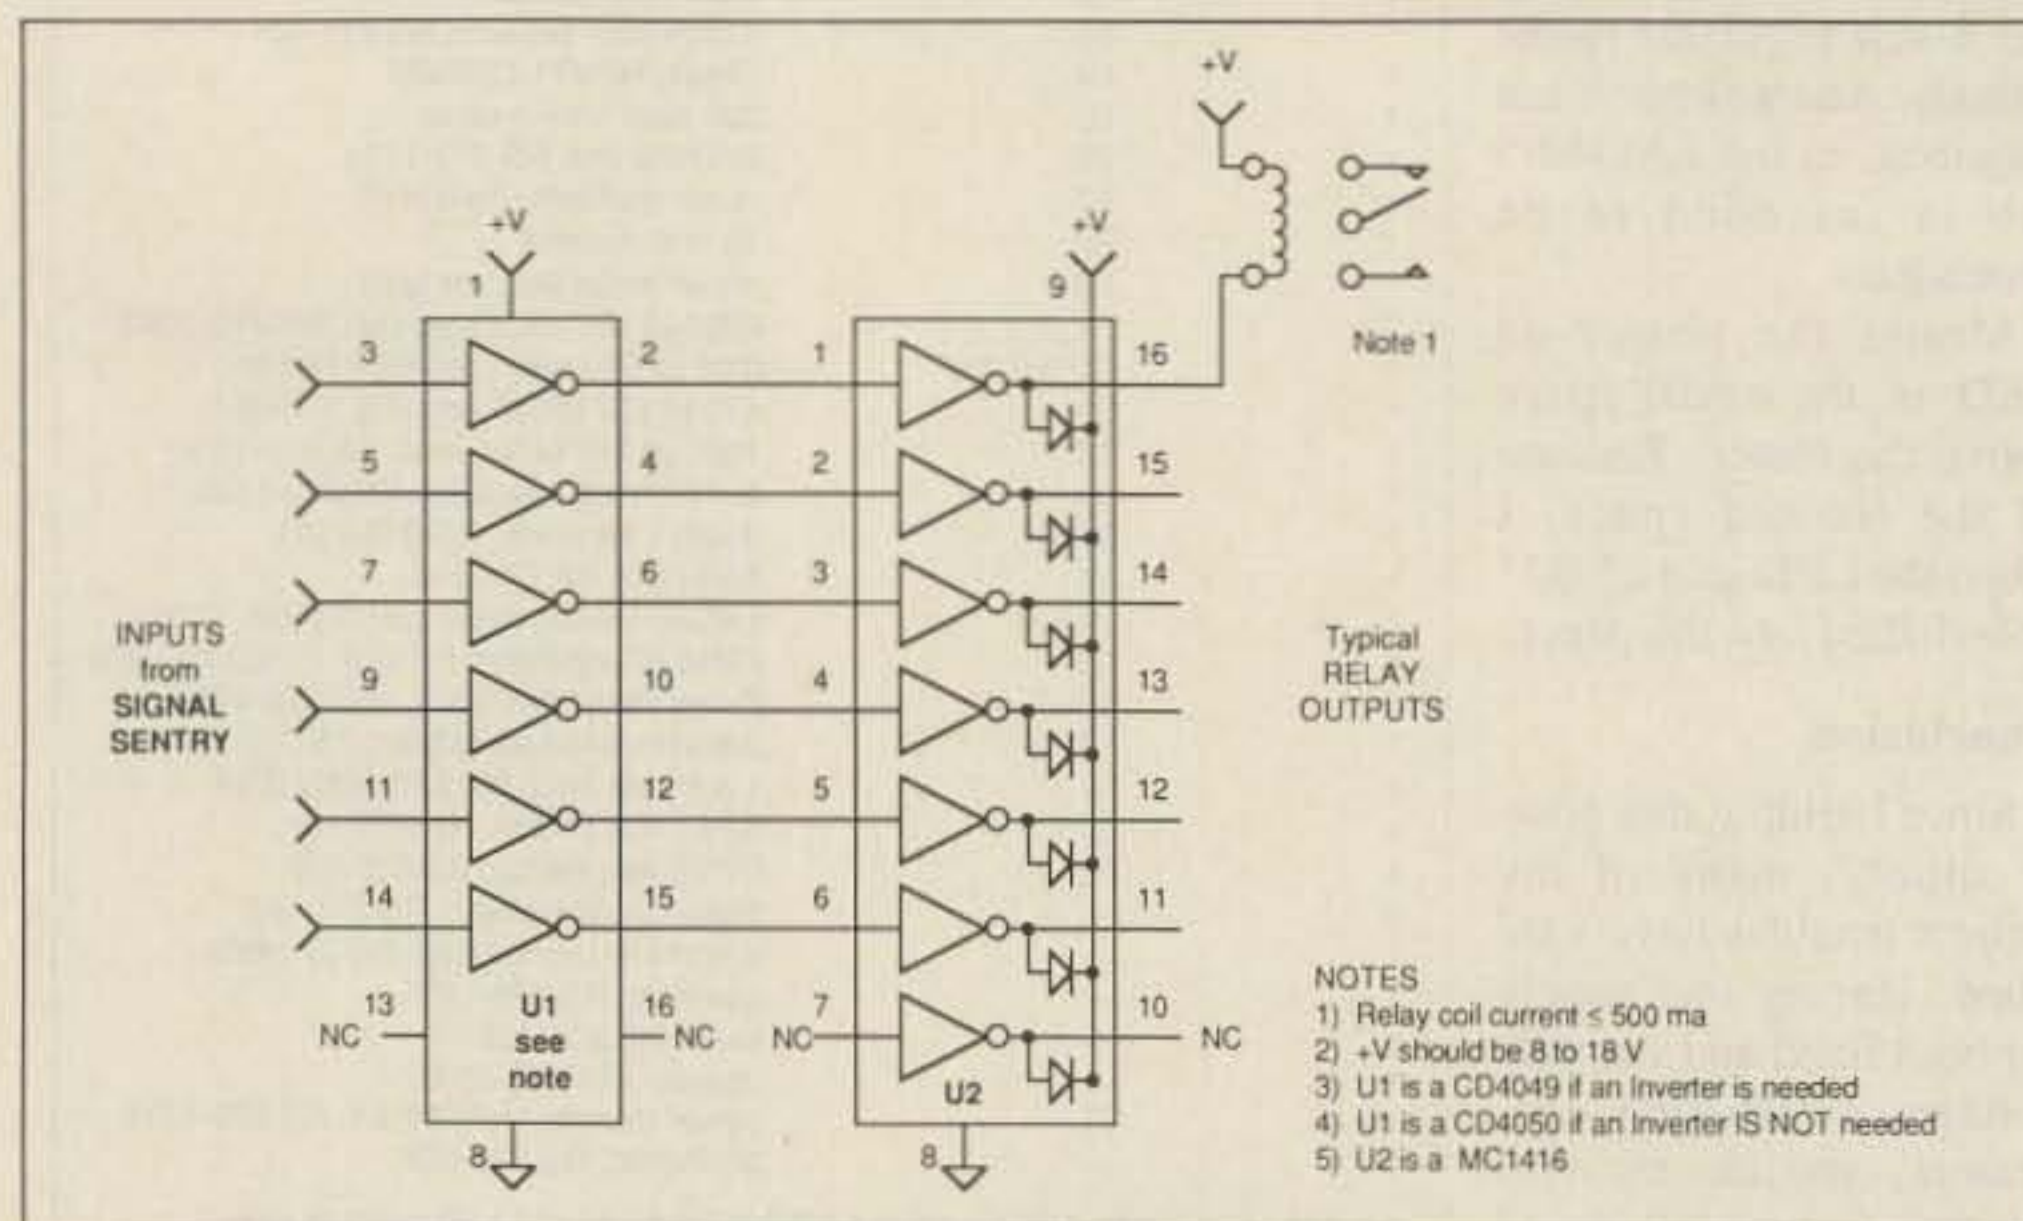 +V
+V
+V
1
9
Note 1
3
2
1
16
5
4
2
15
7
6
3
14
INPUTS
from
SIGNAL
SENTRY
9
10
4
13
Typical
RELAY
OUTPUTS
11
12
5
12
14
15
6
11
13
NC
U1
see
note
16
NC
7
NC
U2
10
NC
8
8
NOTES
1) Relay coil current ≤ 500 ma
2) +V should be 8 to 18 V
3) U1 is a CD4049 if an Inverter is needed
4) U1 is a CD4050 if an Inverter IS NOT needed
5) U2 is a MC1416